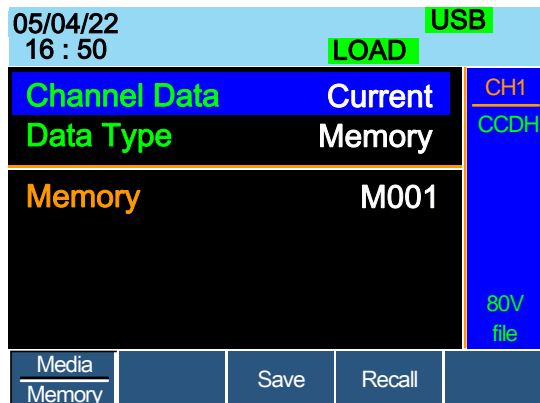 05/04/22 USB
16 : 50 LOAD
Channel Data Current
Data Type Memory
Memory M001
CH1
CCDH
80V
file
Media
Memory
Save
Recall